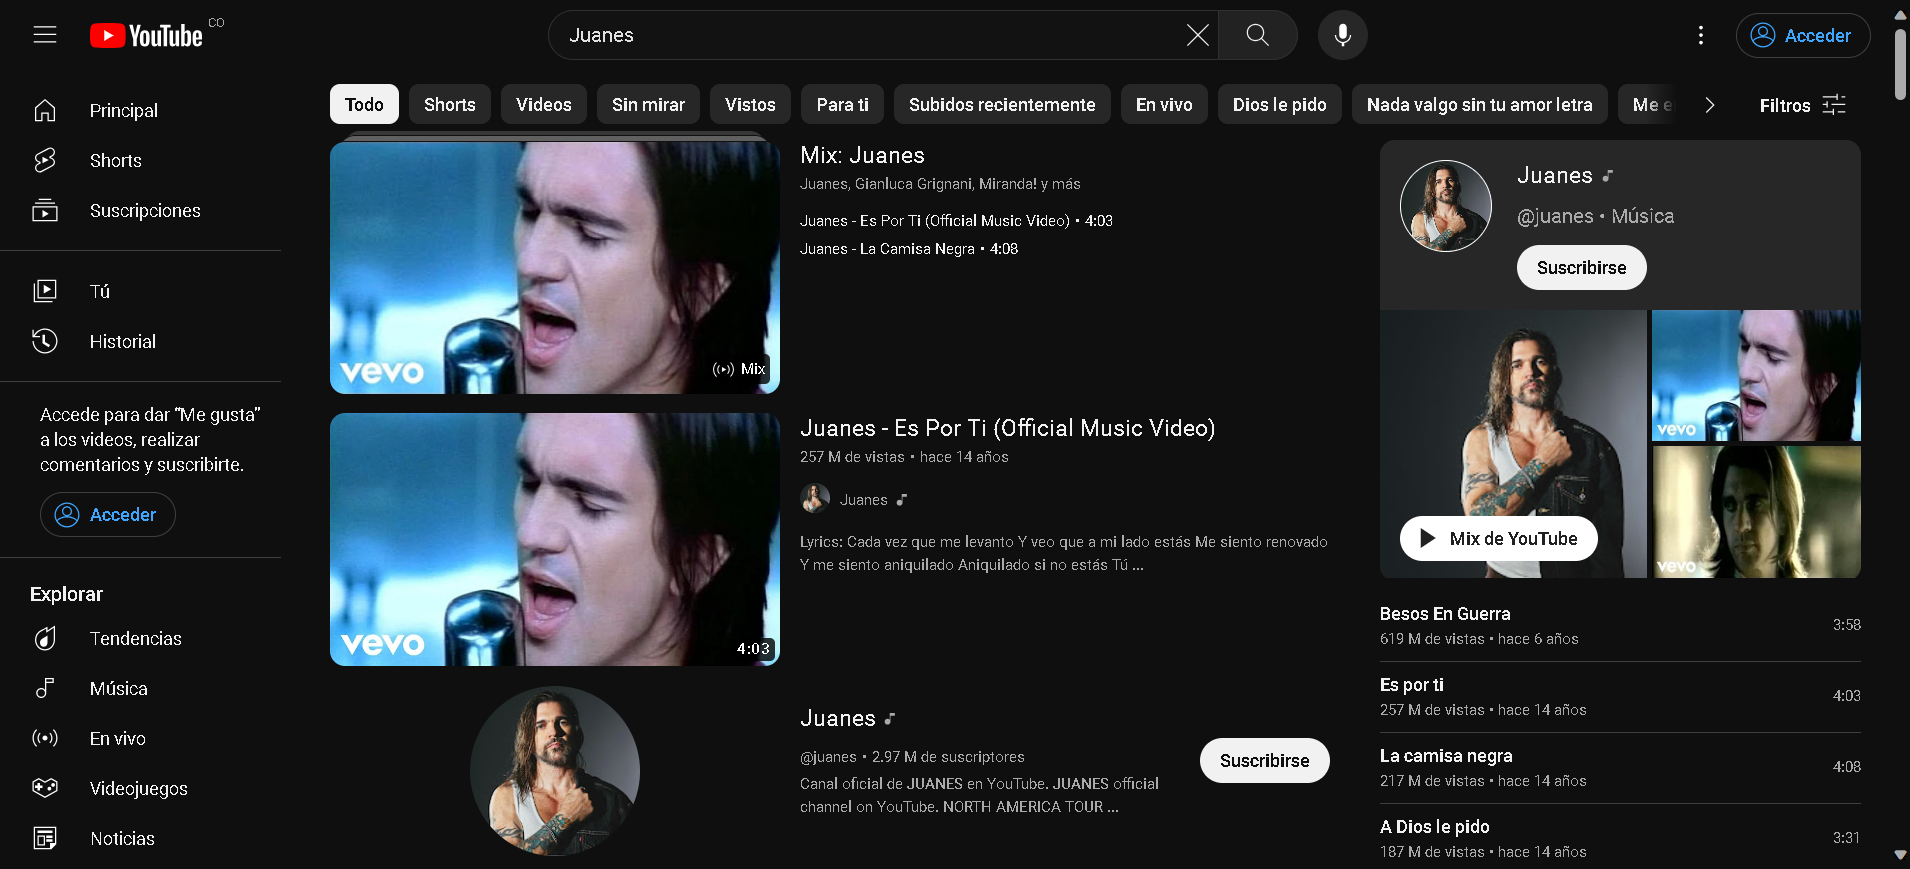 YouTube CO
Juanes
Acceder
Principal
Shorts
Suscripciones
Tú
Historial
Accede para dar “Me gusta”
a los videos, realizar
comentarios y suscribirte.
Acceder
Explorar
Tendencias
Música
En vivo
Videojuegos
Noticias
Todo
Shorts
Videos
Sin mirar
Vistos
Para ti
Subidos recientemente
En vivo
Dios le pido
Nada valgo sin tu amor letra
Me
Filtros
vevo
Mix
Mix: Juanes
Juanes, Gianluca Grignani, Miranda! y más
Juanes - Es Por Ti (Official Music Video) • 4:03
Juanes - La Camisa Negra • 4:08
vevo
4:03
Juanes - Es Por Ti (Official Music Video)
257 M de vistas • hace 14 años
Juanes
Lyrics: Cada vez que me levanto Y veo que a mi lado estás Me siento renovado
Y me siento aniquilado Aniquilado si no estás Tú ...
Juanes
@juanes • 2.97 M de suscriptores
Canal oficial de JUANES en YouTube. JUANES official
channel on YouTube. NORTH AMERICA TOUR ...
Suscribirse
Juanes
@juanes • Música
Suscribirse
vevo
vevo
Mix de YouTube
Besos En Guerra
619 M de vistas • hace 6 años
3:58
Es por ti
257 M de vistas • hace 14 años
4:03
La camisa negra
217 M de vistas • hace 14 años
4:08
A Dios le pido
187 M de vistas • hace 14 años
3:31